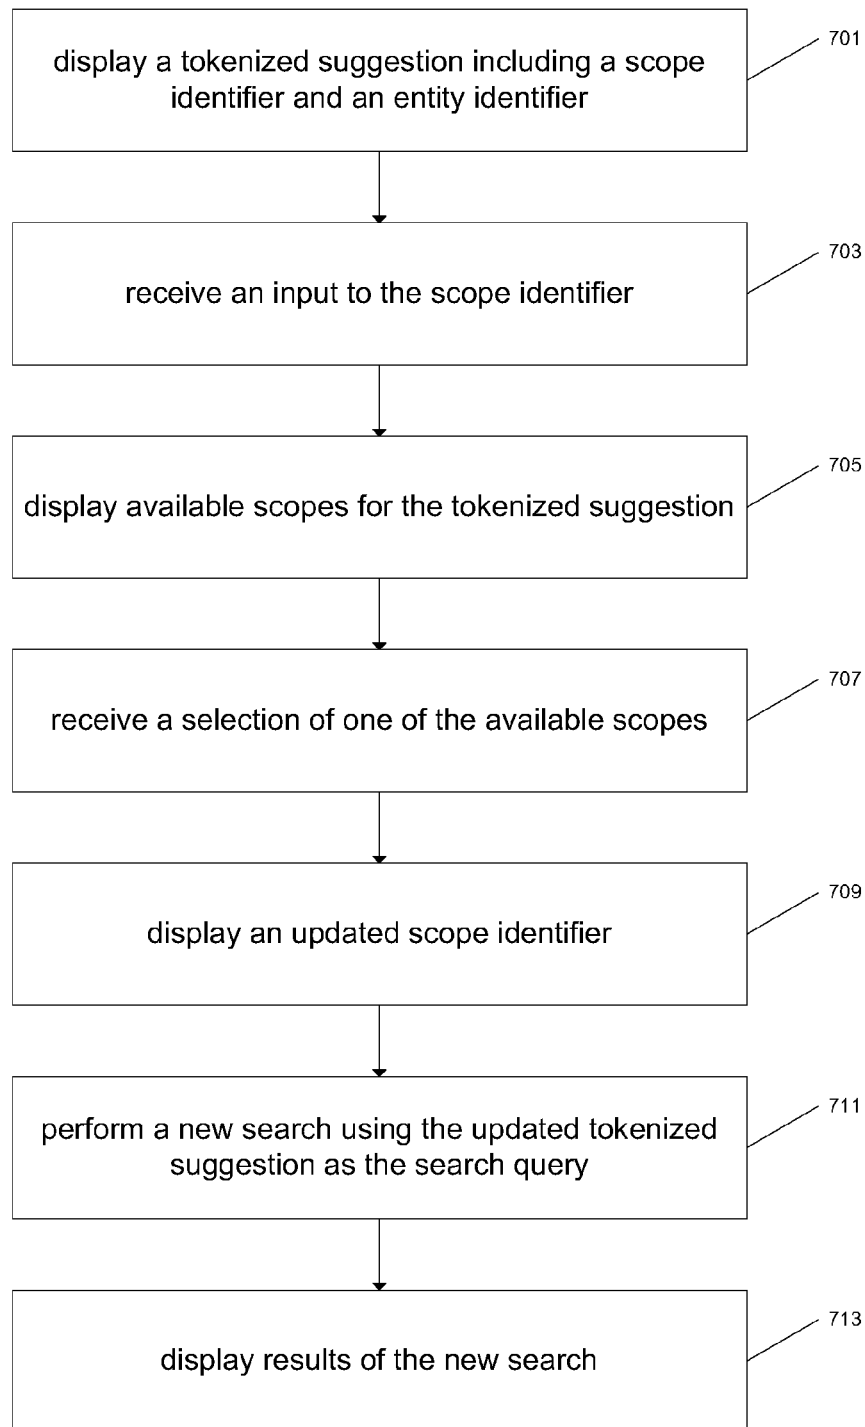 display a tokenized suggestion including a scope
identifier and an entity identifier
701
receive an input to the scope identifier
703
display available scopes for the tokenized suggestion
705
receive a selection of one of the available scopes
707
display an updated scope identifier
709
perform a new search using the updated tokenized
suggestion as the search query
711
display results of the new search
713